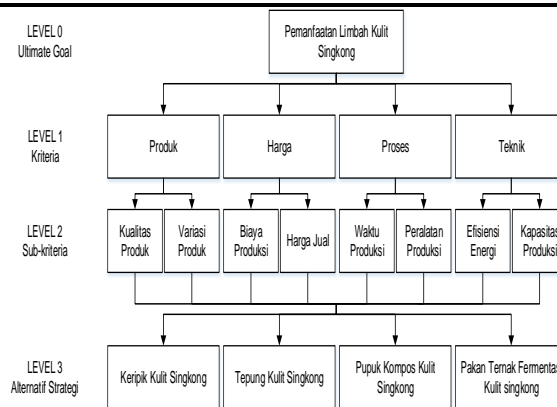 LEVEL 0
Ultimate Goal
Pemanfaatan Limbah Kulit
Singkong
LEVEL 1
Kriteria
Produk
Harga
Proses
Teknik
LEVEL 2
Sub-kriteria
Kualitas
Produk
Variasi
Produk
Biaya
Produksi
Harga Jual
Waktu
Produksi
Peralatan
Produksi
Efisiensi
Energi
Kapasitas
Produksi
LEVEL 3
Alternatif Strategi
Keripik Kulit Singkong
Tepung Kulit Singkong
Pupuk Kompos Kulit
Singkong
Pakan Ternak Fermentas
Kulit singkong